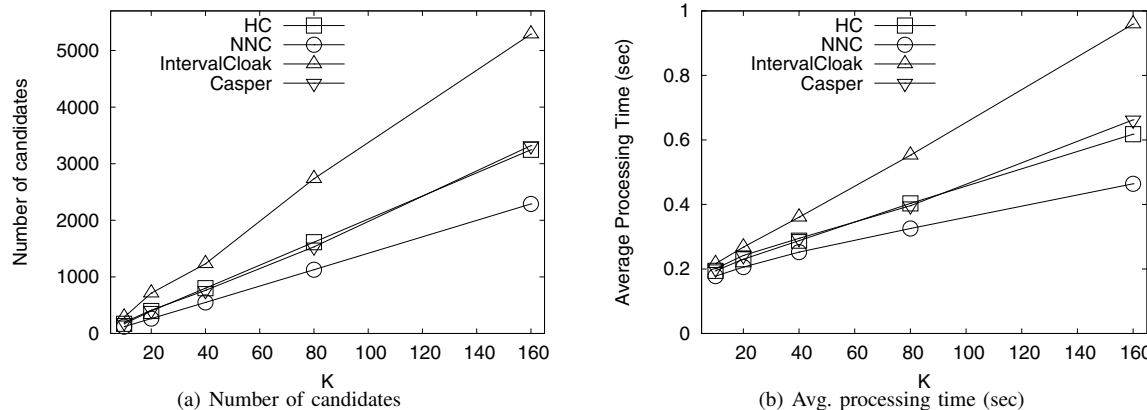 Number of candidates
5000
4000
3000
2000
1000
0
HC
NNC
IntervalCloak
Casper
20 40 60 80 100 120 140 160
K
(a) Number of candidates
Average Processing Time (sec)
1
0.8
0.6
0.4
0.2
0
HC
NNC
IntervalCloak
Casper
20 40 60 80 100 120 140 160
K
(b) Avg. processing time (sec)